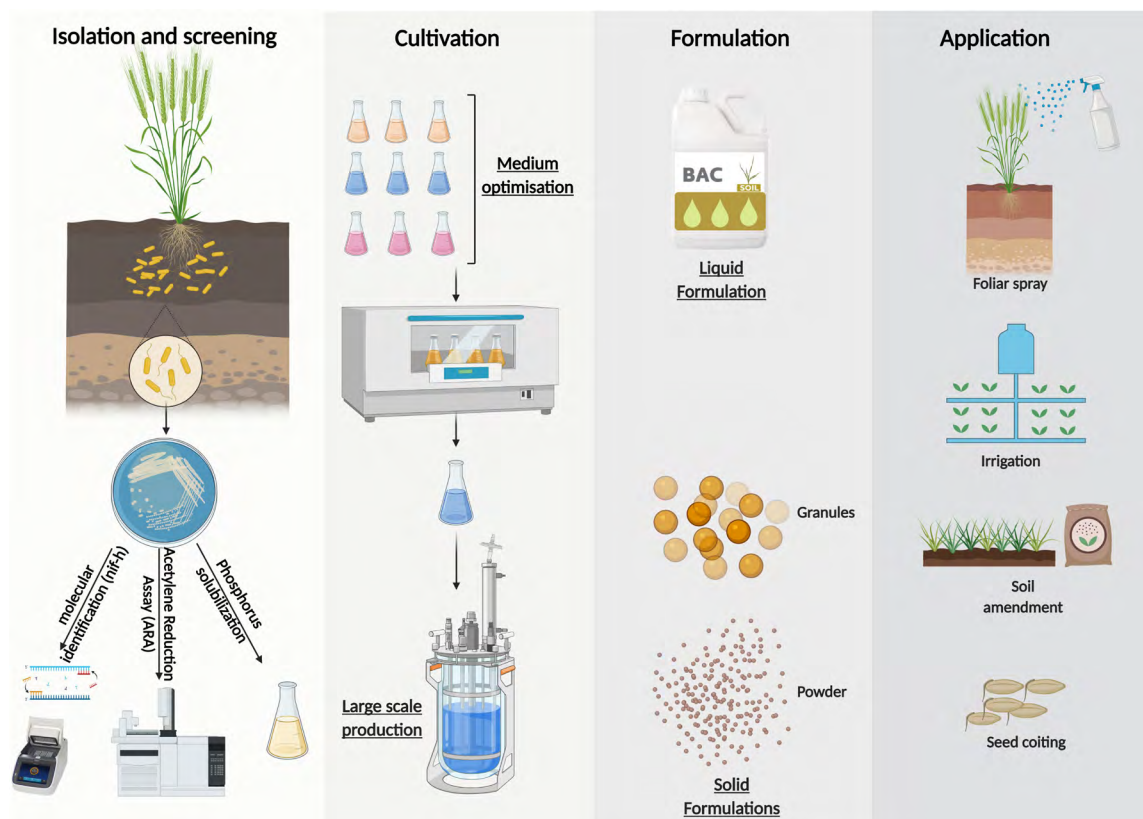 Isolation and screening
molecular
identification (nif-h)
Acetylene Reduction
Assay (ARA)
Phosphorus
solubilization
Cultivation
Medium
optimisation
Large scale
production
Formulation
BAC
SOIL
Liquid
Formulation
Granules
Powder
Solid
Formulations
Application
Foliar spray
Irrigation
Soil
amendment
Seed coiting